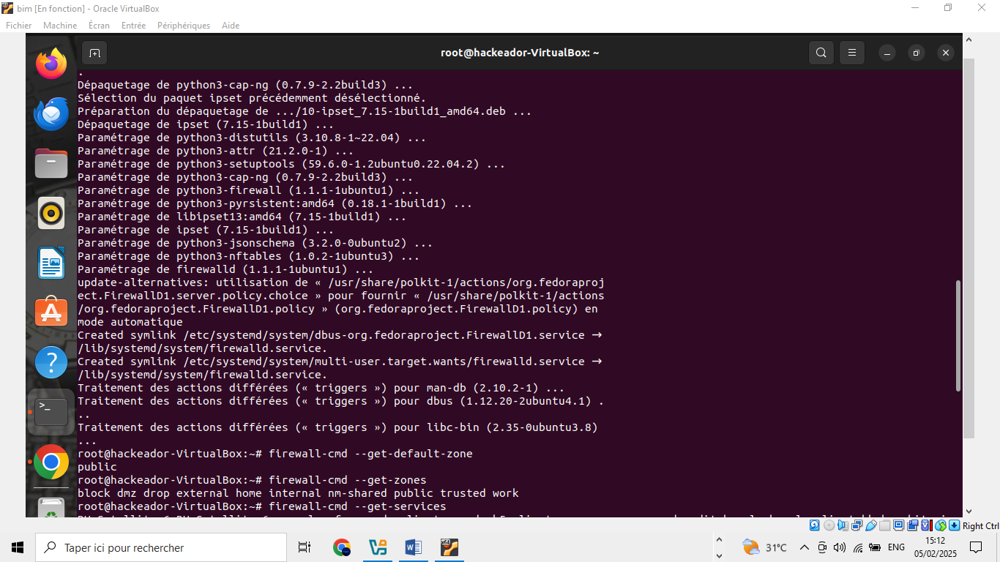 bim [En fonction] - Oracle VirtualBox
Fichier Machine Écran Entrée Périphériques Aide
root@hackeador-VirtualBox: ~
.
Dépaquetage de python3-cap-ng (0.7.9-2.2build3) ...
Sélection du paquet ipset précédemment désélectionné.
Préparation du dépaquetage de .../10-ipset_7.15-1build1_amd64.deb ...
Dépaquetage de ipset (7.15-1build1) ...
Paramétrage de python3-distutils (3.10.8-1~22.04) ...
Paramétrage de python3-attr (21.2.0-1) ...
Paramétrage de python3-setuptools (59.6.0-1.2ubuntu0.22.04.2) ...
Paramétrage de python3-cap-ng (0.7.9-2.2build3) ...
Paramétrage de python3-firewall (1.1.1-1ubuntu1) ...
Paramétrage de python3-pyrsistent:amd64 (0.18.1-1build1) ...
Paramétrage de libipset13:amd64 (7.15-1build1) ...
Paramétrage de ipset (7.15-1build1) ...
Paramétrage de python3-jsonschema (3.2.0-0ubuntu2) ...
Paramétrage de python3-nftables (1.0.2-1ubuntu3) ...
Paramétrage de firewalld (1.1.1-1ubuntu1) ...
update-alternatives: utilisation de « /usr/share/polkit-1/actions/org.fedoraproj
ect.FirewallD1.server.policy.choice » pour fournir « /usr/share/polkit-1/actions
/org.fedoraproject.FirewallD1.policy » (org.fedoraproject.FirewallD1.policy) en
mode automatique
Created symlink /etc/systemd/system/dbus-org.fedoraproject.FirewallD1.service →
/lib/systemd/system/firewalld.service.
Created symlink /etc/systemd/system/multi-user.target.wants/firewalld.service →
/lib/systemd/system/firewalld.service.
Traitement des actions différées (« triggers ») pour man-db (2.10.2-1) ...
Traitement des actions différées (« triggers ») pour dbus (1.12.20-2ubuntu4.1) .
..
Traitement des actions différées (« triggers ») pour libc-bin (2.35-0ubuntu3.8)
...
root@hackeador-VirtualBox:~# firewall-cmd --get-default-zone
public
root@hackeador-VirtualBox:~# firewall-cmd --get-zones
block dmz drop external home internal nm-shared public trusted work
root@hackeador-VirtualBox:~# firewall-cmd --get-services
Right Ctrl
Taper ici pour rechercher
31°C
ENG
15:12
05/02/2025